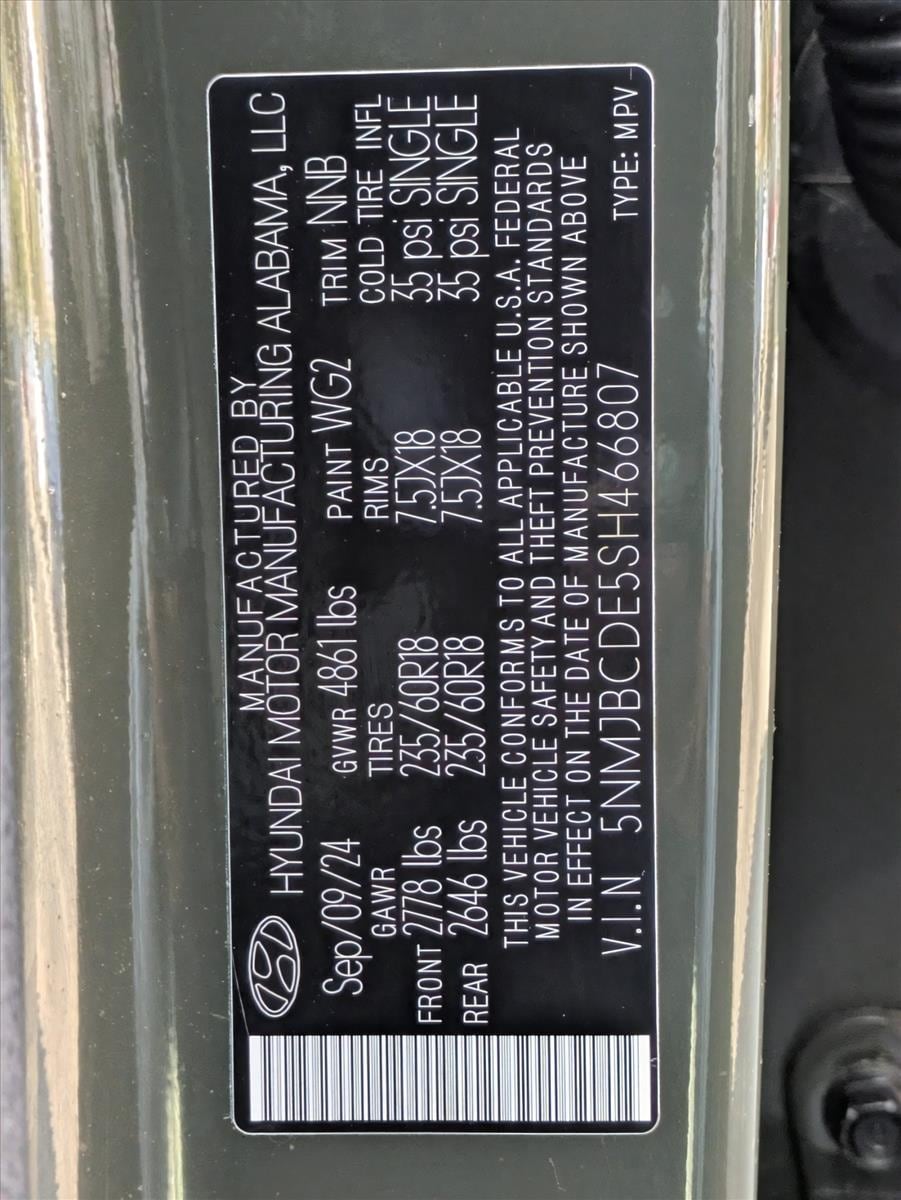 MANUFACTURED BY
HYUNDAI MOTOR MANUFACTURING ALABAMA, LLC
Sep/09/24 GVWR 4861 lbs PAINT WG2 TRIM NNB
GAWR TIRES RIMS COLD TIRE INFL
FRONT 2778 lbs 235/60R18 7.5JX18 35 psi SINGLE
REAR 2646 lbs 235/60R18 7.5JX18 35 psi SINGLE
THIS VEHICLE CONFORMS TO ALL APPLICABLE U.S.A. FEDERAL
MOTOR VEHICLE SAFETY AND THEFT PREVENTION STANDARDS
IN EFFECT ON THE DATE OF MANUFACTURE SHOWN ABOVE
V.I.N 5NMJBCDE5SH466807 TYPE: MPV